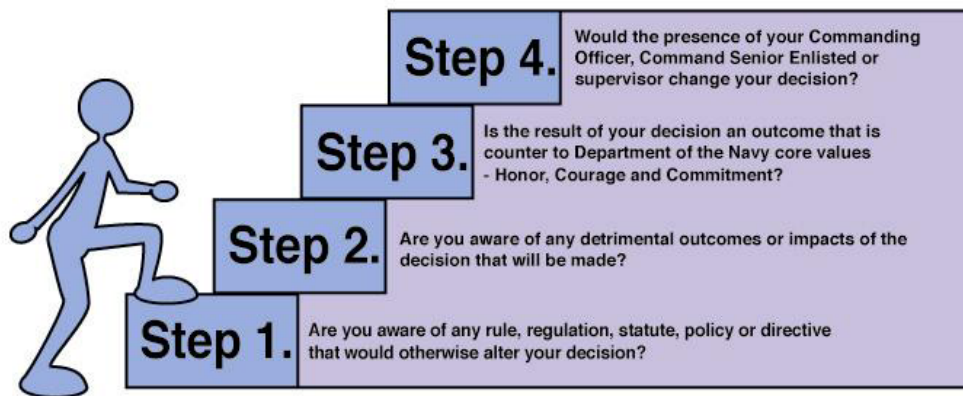 Step 4.
Would the presence of your Commanding
Officer, Command Senior Enlisted or
supervisor change your decision?
Step 3.
Is the result of your decision an outcome that is
counter to Department of the Navy core values
- Honor, Courage and Commitment?
Step 2.
Are you aware of any detrimental outcomes or impacts of the
decision that will be made?
Step 1.
Are you aware of any rule, regulation, statute, policy or directive
that would otherwise alter your decision?